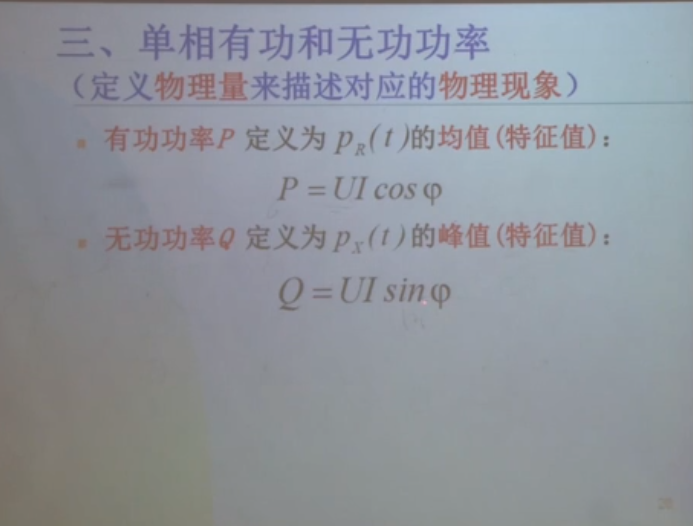 三、单相有功和无功功率
（定义物理量来描述对应的物理现象）
▪ 有功功率P 定义为 p_R(t)的均值(特征值)：
P = UI cos φ
▪ 无功功率Q 定义为 p_X(t)的峰值(特征值)：
Q = UI sin φ